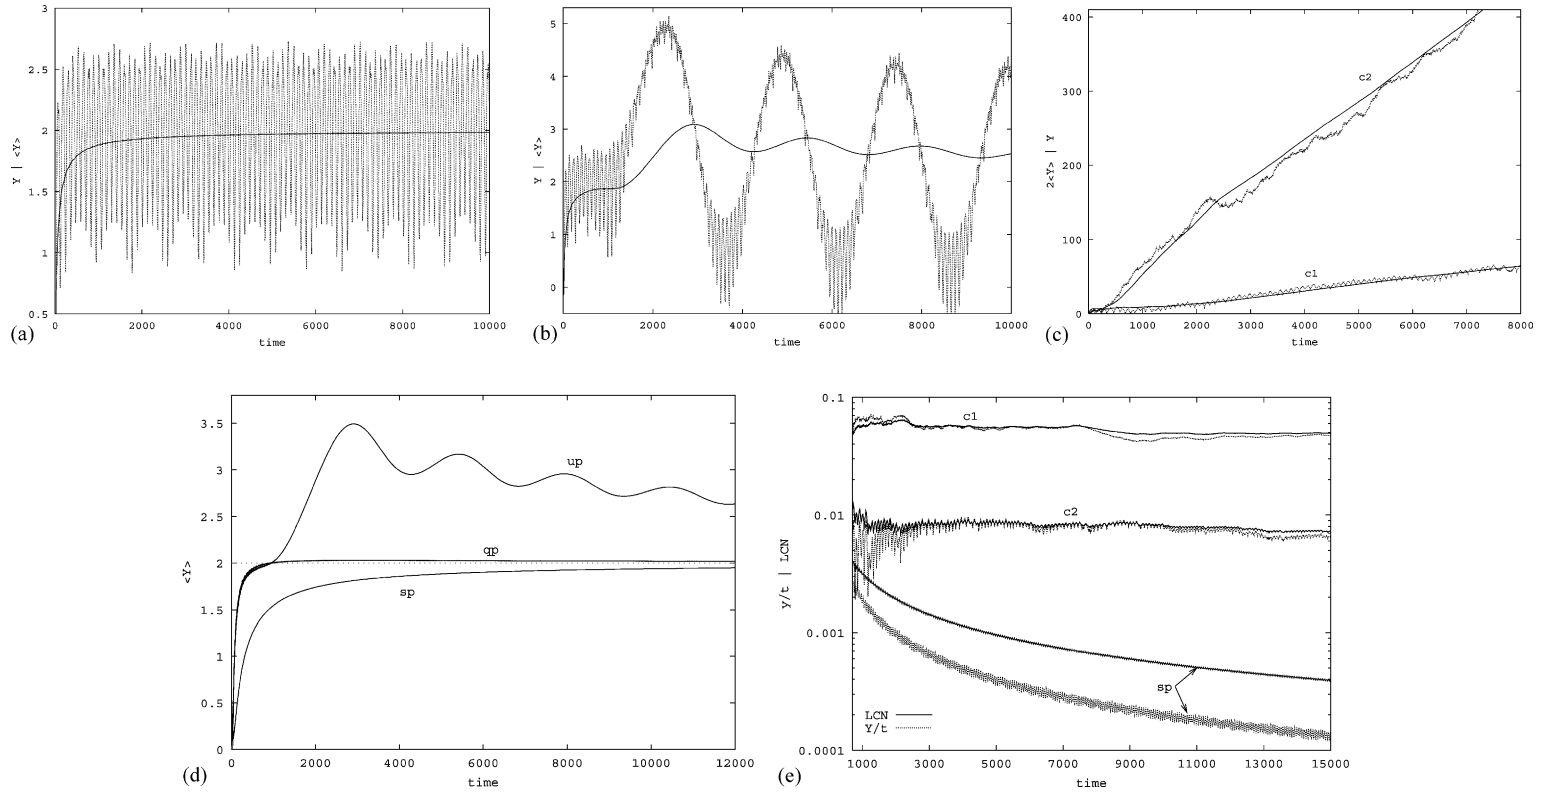 3
2.5
2
1.5
1
0.5
Y | <Y>
0
2000
4000
6000
8000
10000
time
(a)
5
4
3
2
1
0
Y | <Y>
0
2000
4000
6000
8000
10000
time
(b)
400
300
200
100
0
2<Y> | Y
c2
c1
0
1000
2000
3000
4000
5000
6000
7000
8000
time
(c)
3.5
3
2.5
2
1.5
1
0.5
0
<Y>
up
qp
sp
0
2000
4000
6000
8000
10000
12000
time
(d)
0.1
0.01
0.001
0.0001
y/t | LCN
c1
c2
sp
LCN
Y/t
1000
3000
5000
7000
9000
11000
13000
15000
time
(e)